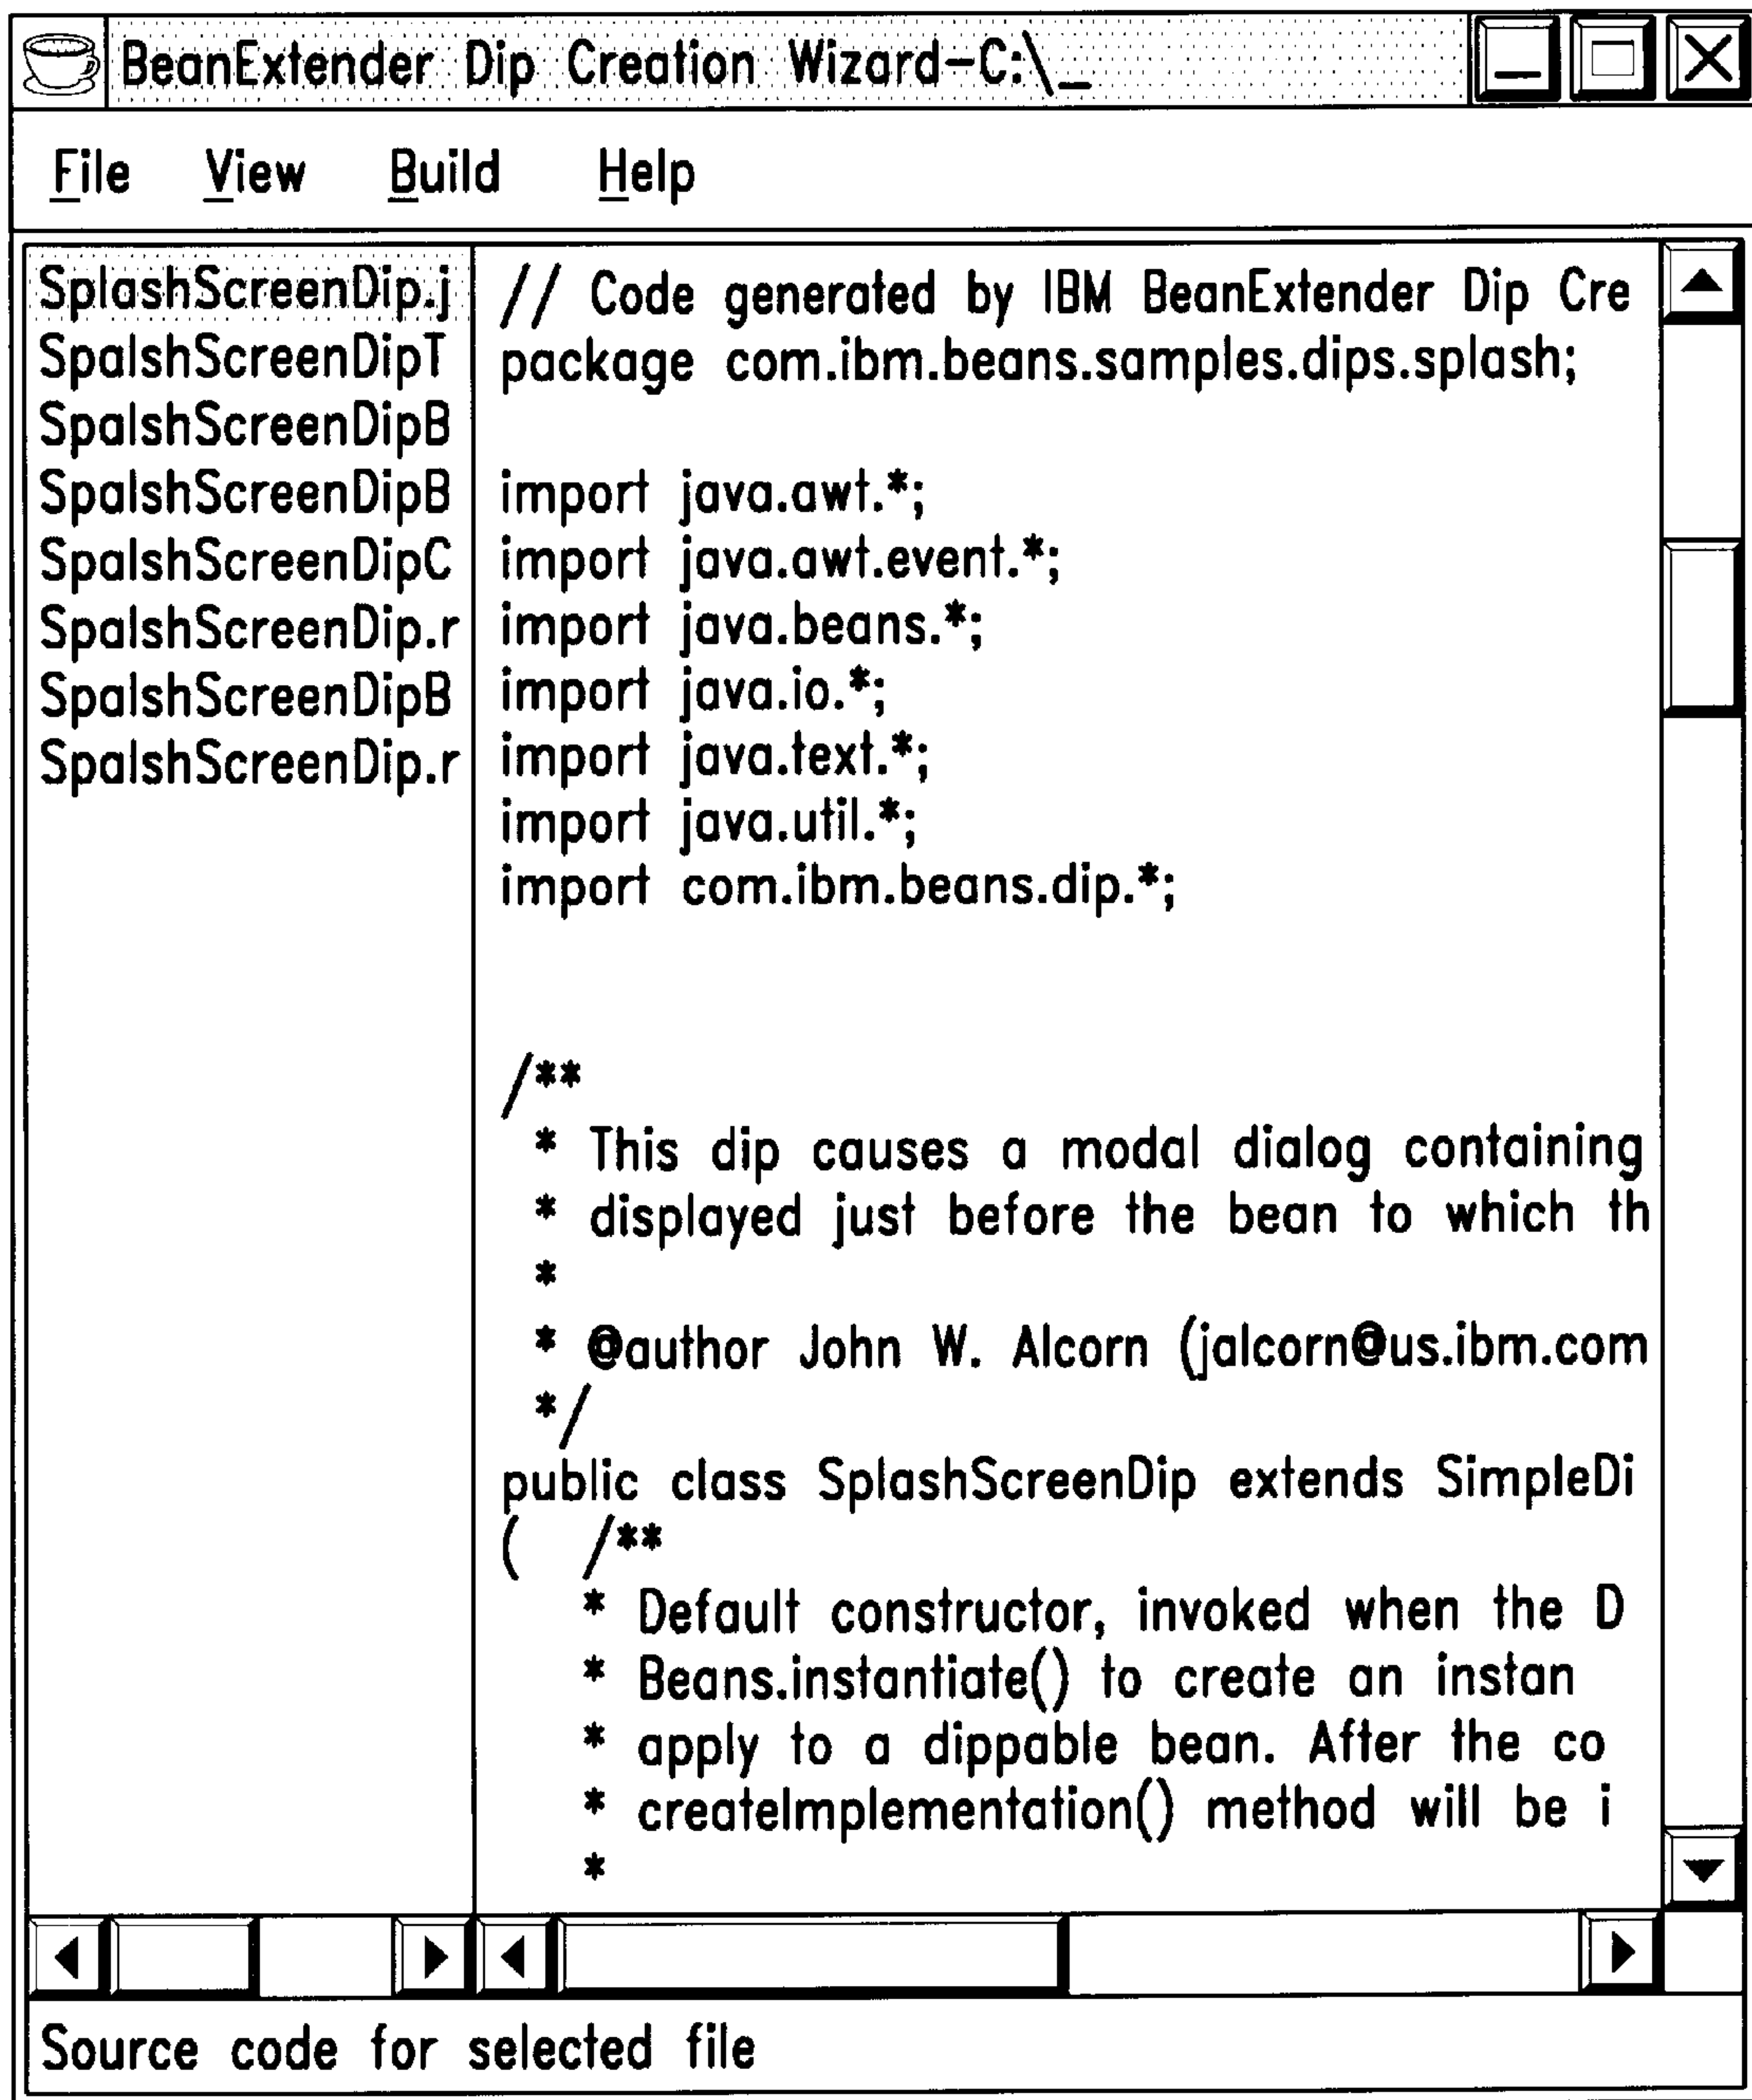 BeanExtender Dip Creation Wizard-C:\_
File View Build Help
SplashScreenDip.j
SpalshScreenDipT
SpalshScreenDipB
SpalshScreenDipB
SpalshScreenDipC
SpalshScreenDip.r
SpalshScreenDipB
SpalshScreenDip.r
// Code generated by IBM BeanExtender Dip Cre
package com.ibm.beans.samples.dips.splash;
import java.awt.*;
import java.awt.event.*;
import java.beans.*;
import java.io.*;
import java.text.*;
import java.util.*;
import com.ibm.beans.dip.*;
/**
* This dip causes a modal dialog containing
* displayed just before the bean to which th
*
* @author John W. Alcorn (jalcorn@us.ibm.com
*/
public class SplashScreenDip extends SimpleDi
( /**
* Default constructor, invoked when the D
* Beans.instantiate() to create an instan
* apply to a dippable bean. After the co
* createImplementation() method will be i
*
Source code for selected file